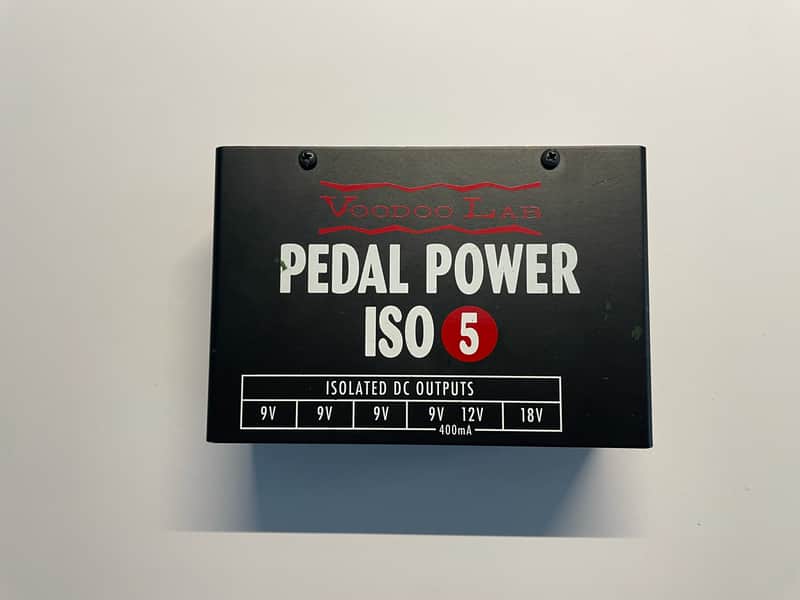 VOODOO LAB
PEDAL POWER
ISO 5
ISOLATED DC OUTPUTS
9V 9V 9V 9V 12V 18V
400mA